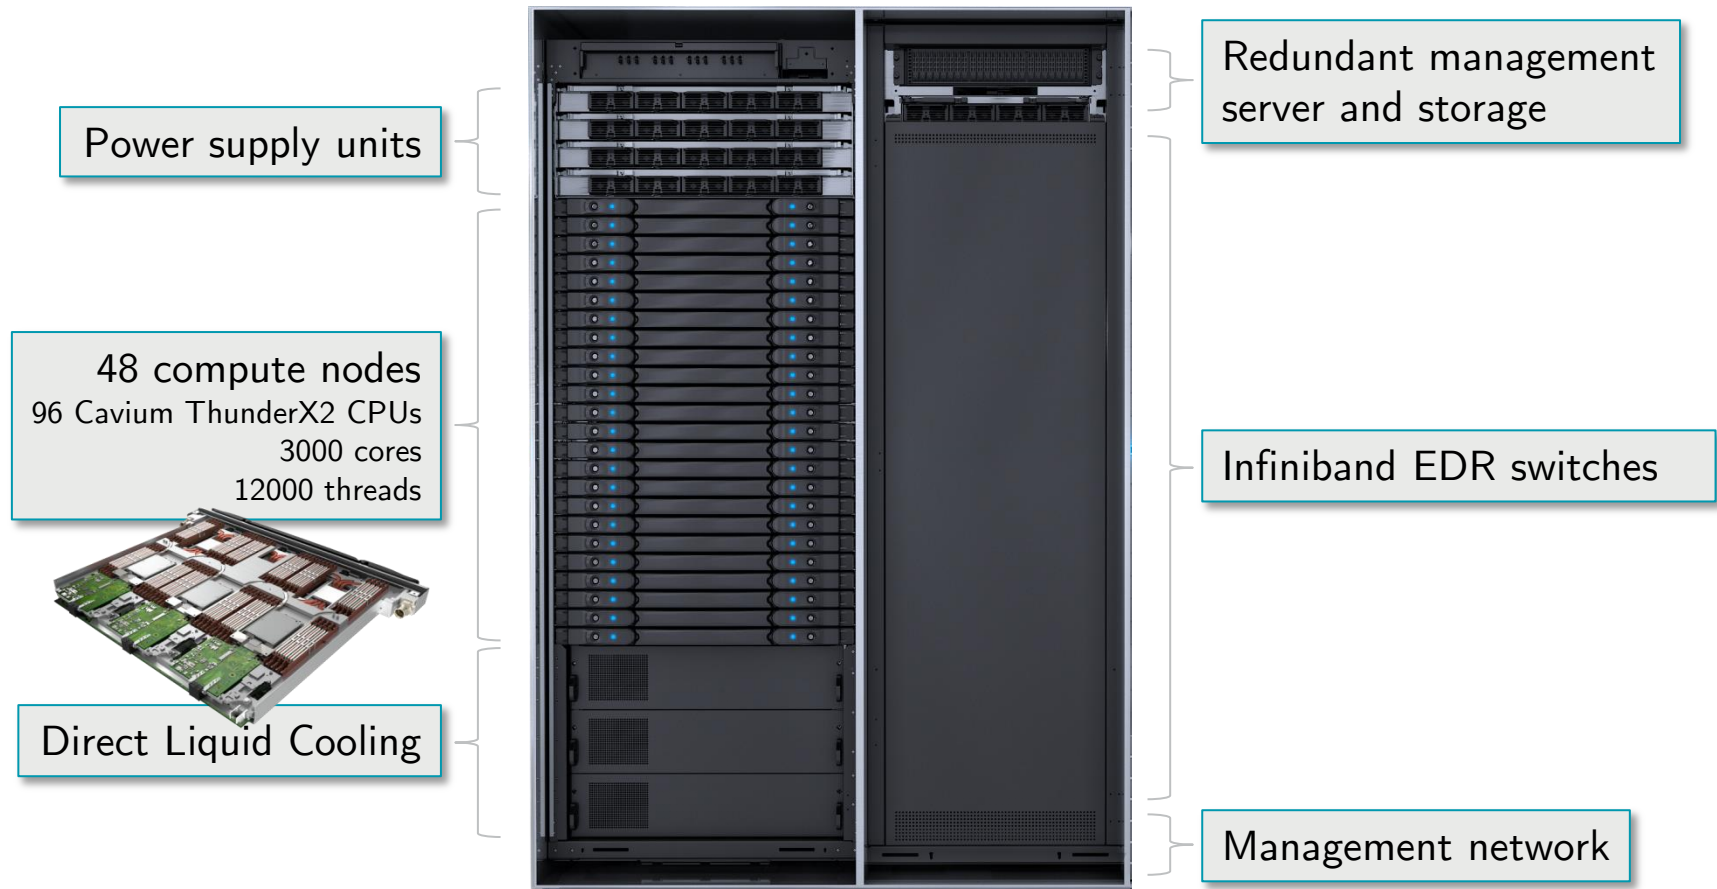 Power supply units
48 compute nodes
96 Cavium ThunderX2 CPUs
3000 cores
12000 threads
Direct Liquid Cooling
Redundant management
server and storage
Infiniband EDR switches
Management network